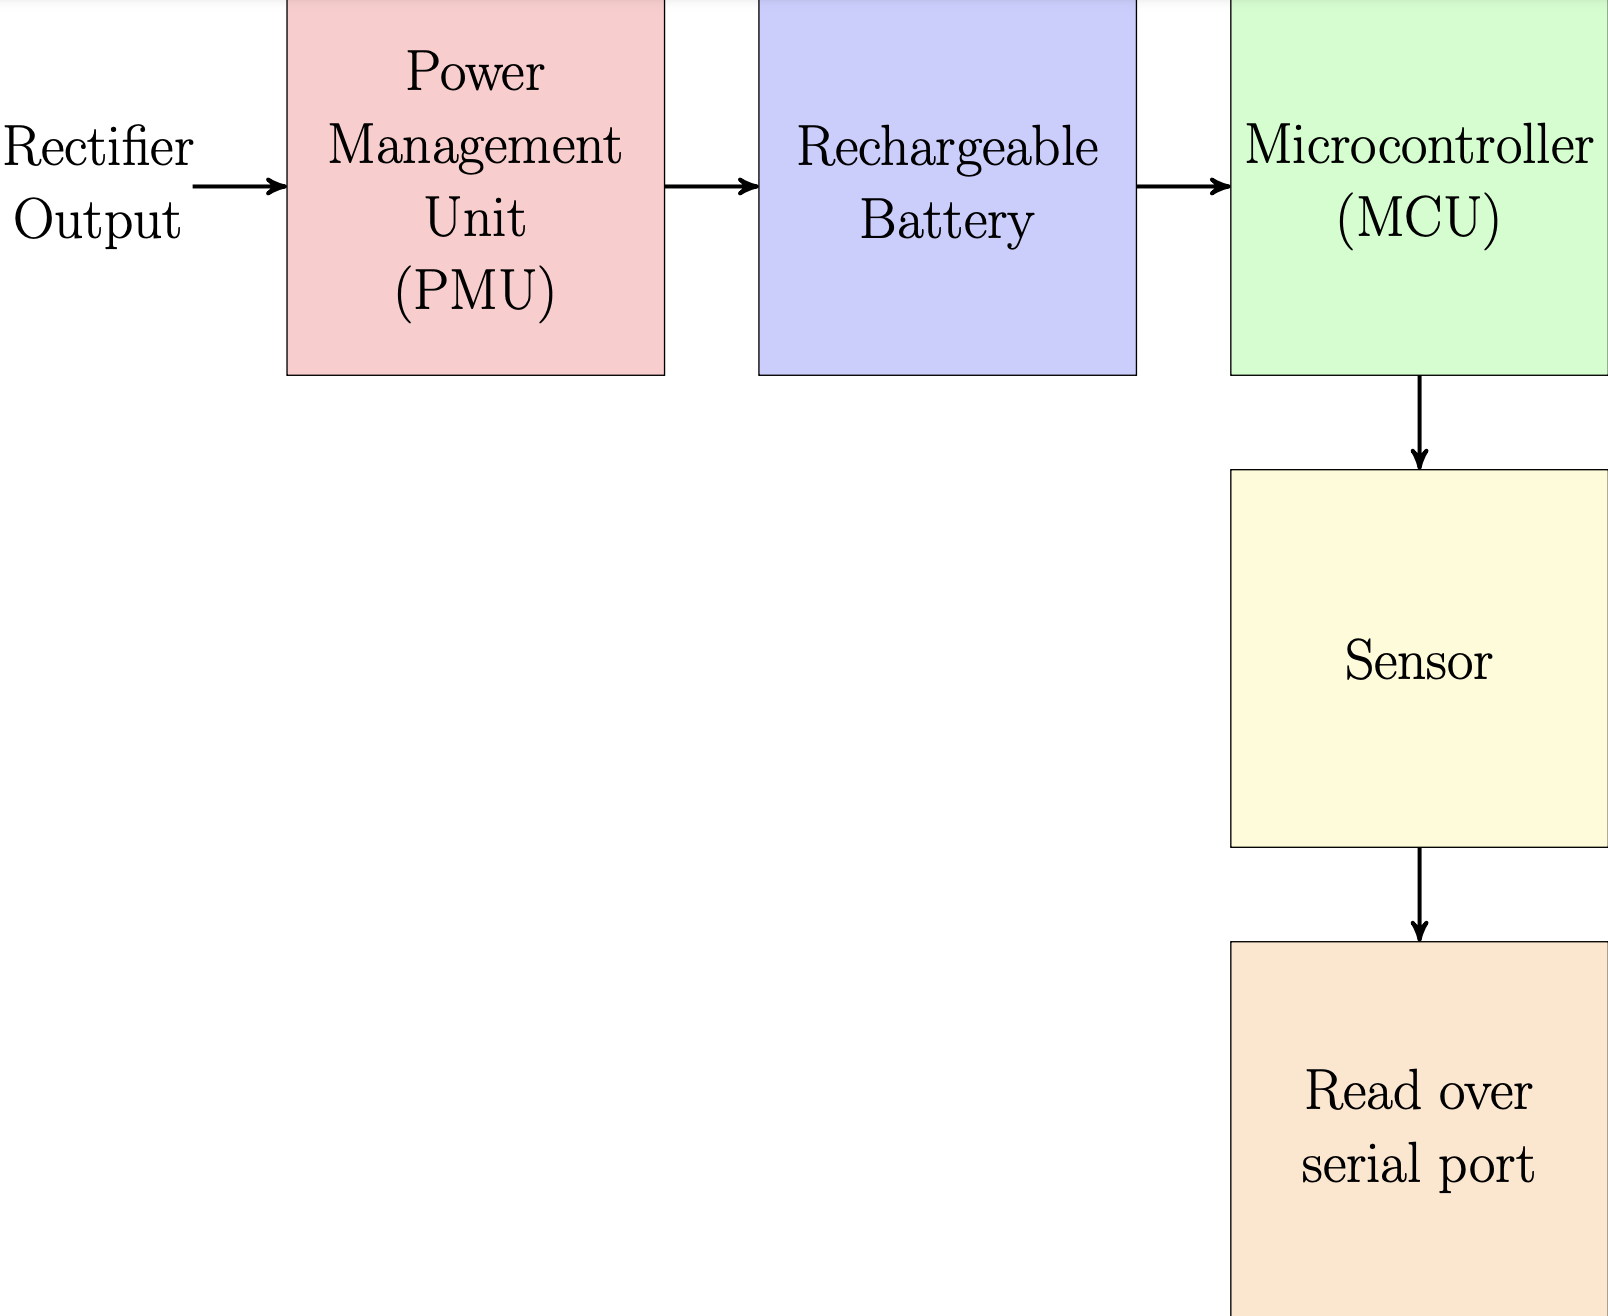 Rectifier
Output
Power
Management
Unit
(PMU)
Rechargeable
Battery
Microcontroller
(MCU)
Sensor
Read over
serial port